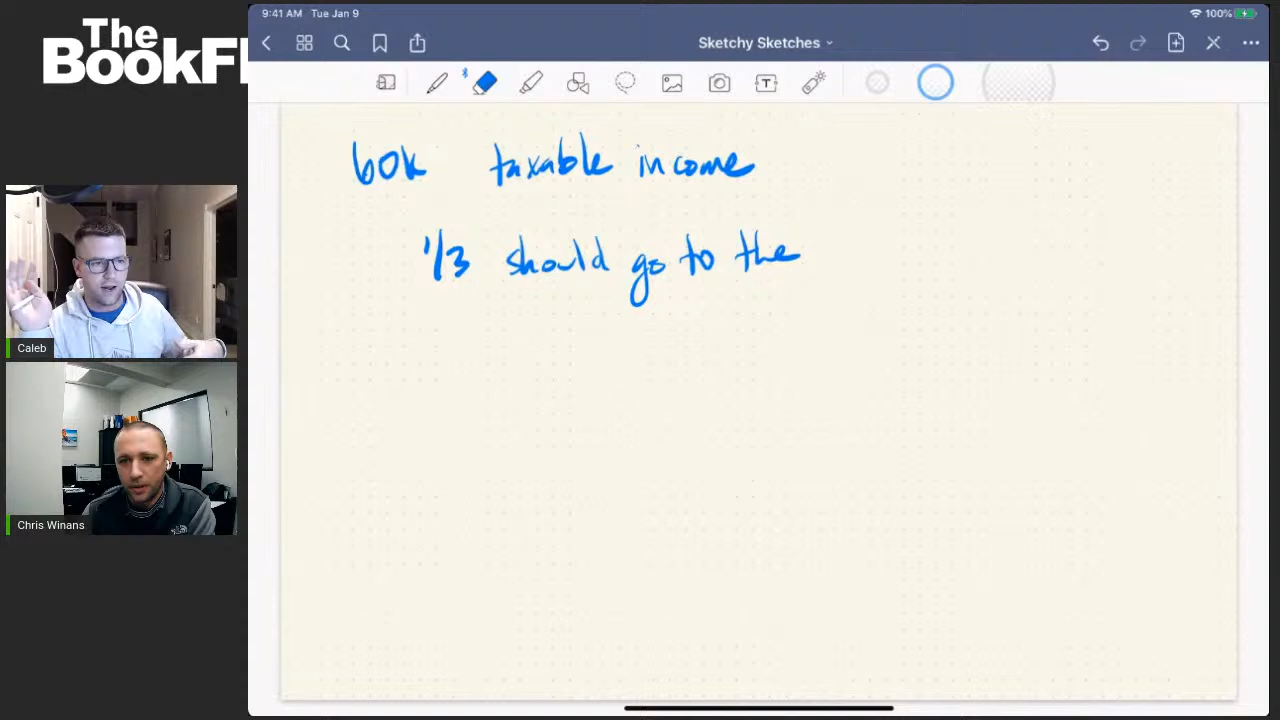 The
BookFl
9:41 AM Tue Jan 9
100%
Sketchy Sketches
T
60k taxable income
1/3 should go to the
Caleb
Chris Winans